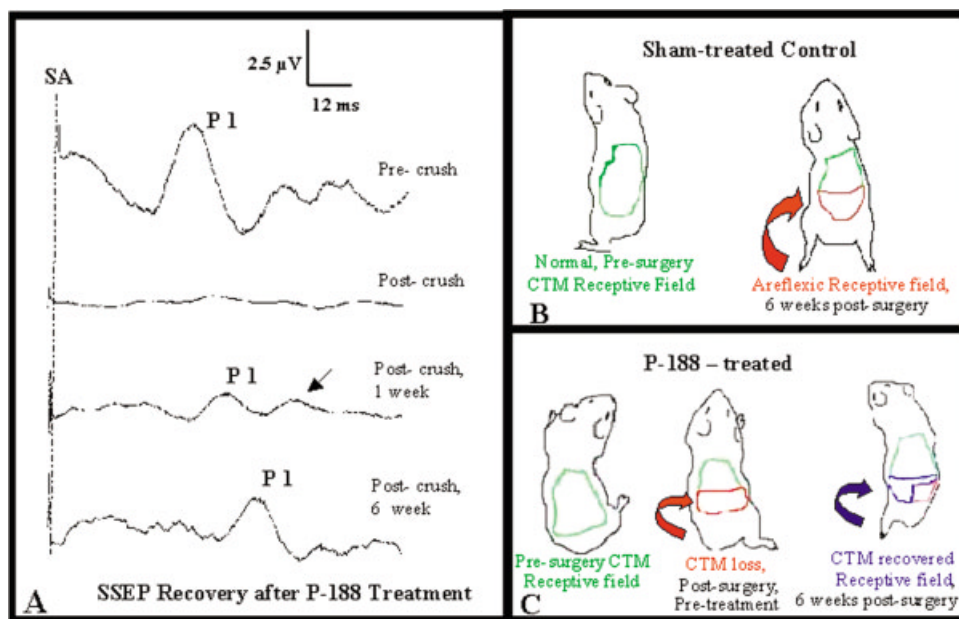 2.5 µV
12 ms
SA
P 1
Pre- crush
Post- crush
P 1
Post- crush,
1 week
P 1
Post- crush,
6 week
A
SSEP Recovery after P-188 Treatment
Sham-treated Control
Normal, Pre-surgery
CTM Receptive Field
Areflexic Receptive field,
6 weeks post-surgery
B
P-188 – treated
Pre-surgery CTM
Receptive field
CTM loss,
Post-surgery,
Pre-treatment
CTM recovered
Receptive field,
6 weeks post-surgery
C